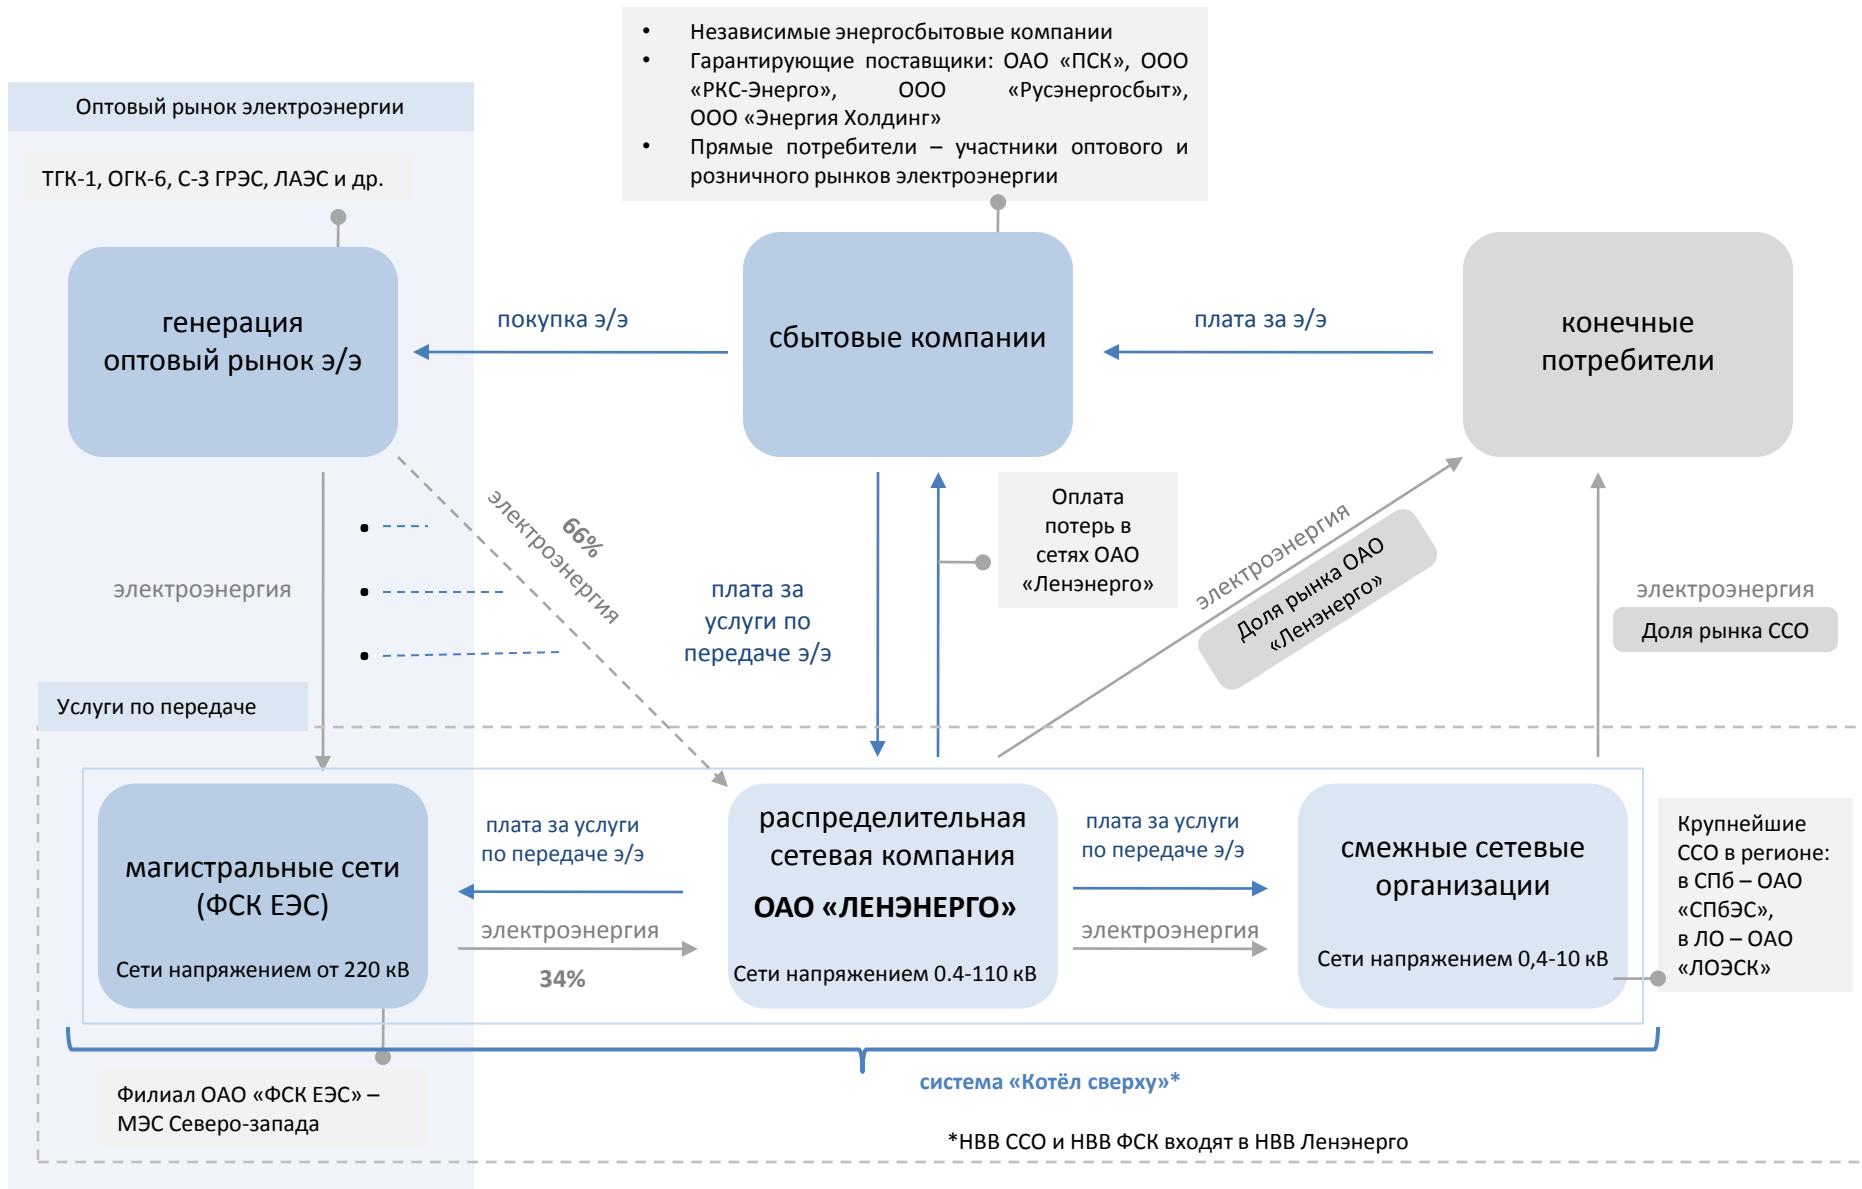 • Независимые энергосбытовые компании
• Гарантирующие поставщики: ОАО «ПСК», ООО
«РКС-Энерго», ООО «Русэнергосбыт»,
ООО «Энергия Холдинг»
• Прямые потребители – участники оптового и
розничного рынков электроэнергии
Оптовый рынок электроэнергии
ТГК-1, ОГК-6, С-З ГРЭС, ЛАЭС и др.
генерация
оптовый рынок э/э
покупка э/э
сбытовые компании
плата за э/э
конечные
потребители
электроэнергия
66%
электроэнергия
плата за
услуги по
передаче э/э
Оплата
потерь в
сетях ОАО
«Ленэнерго»
электроэнергия
Доля рынка ОАО
«Ленэнерго»
электроэнергия
Доля рынка ССО
Услуги по передаче
магистральные сети
(ФСК ЕЭС)
Сети напряжением от 220 кВ
плата за услуги
по передаче э/э
электроэнергия
34%
распределительная
сетевая компания
ОАО «ЛЕНЭНЕРГО»
Сети напряжением 0.4-110 кВ
плата за услуги
по передаче э/э
электроэнергия
смежные сетевые
организации
Сети напряжением 0,4-10 кВ
Крупнейшие
ССО в регионе:
в СПб – ОАО
«СПбЭС»,
в ЛО – ОАО
«ЛОЭСК»
Филиал ОАО «ФСК ЕЭС» –
МЭС Северо-запада
система «Котёл сверху»*
*НВВ ССО и НВВ ФСК входят в НВВ Ленэнерго